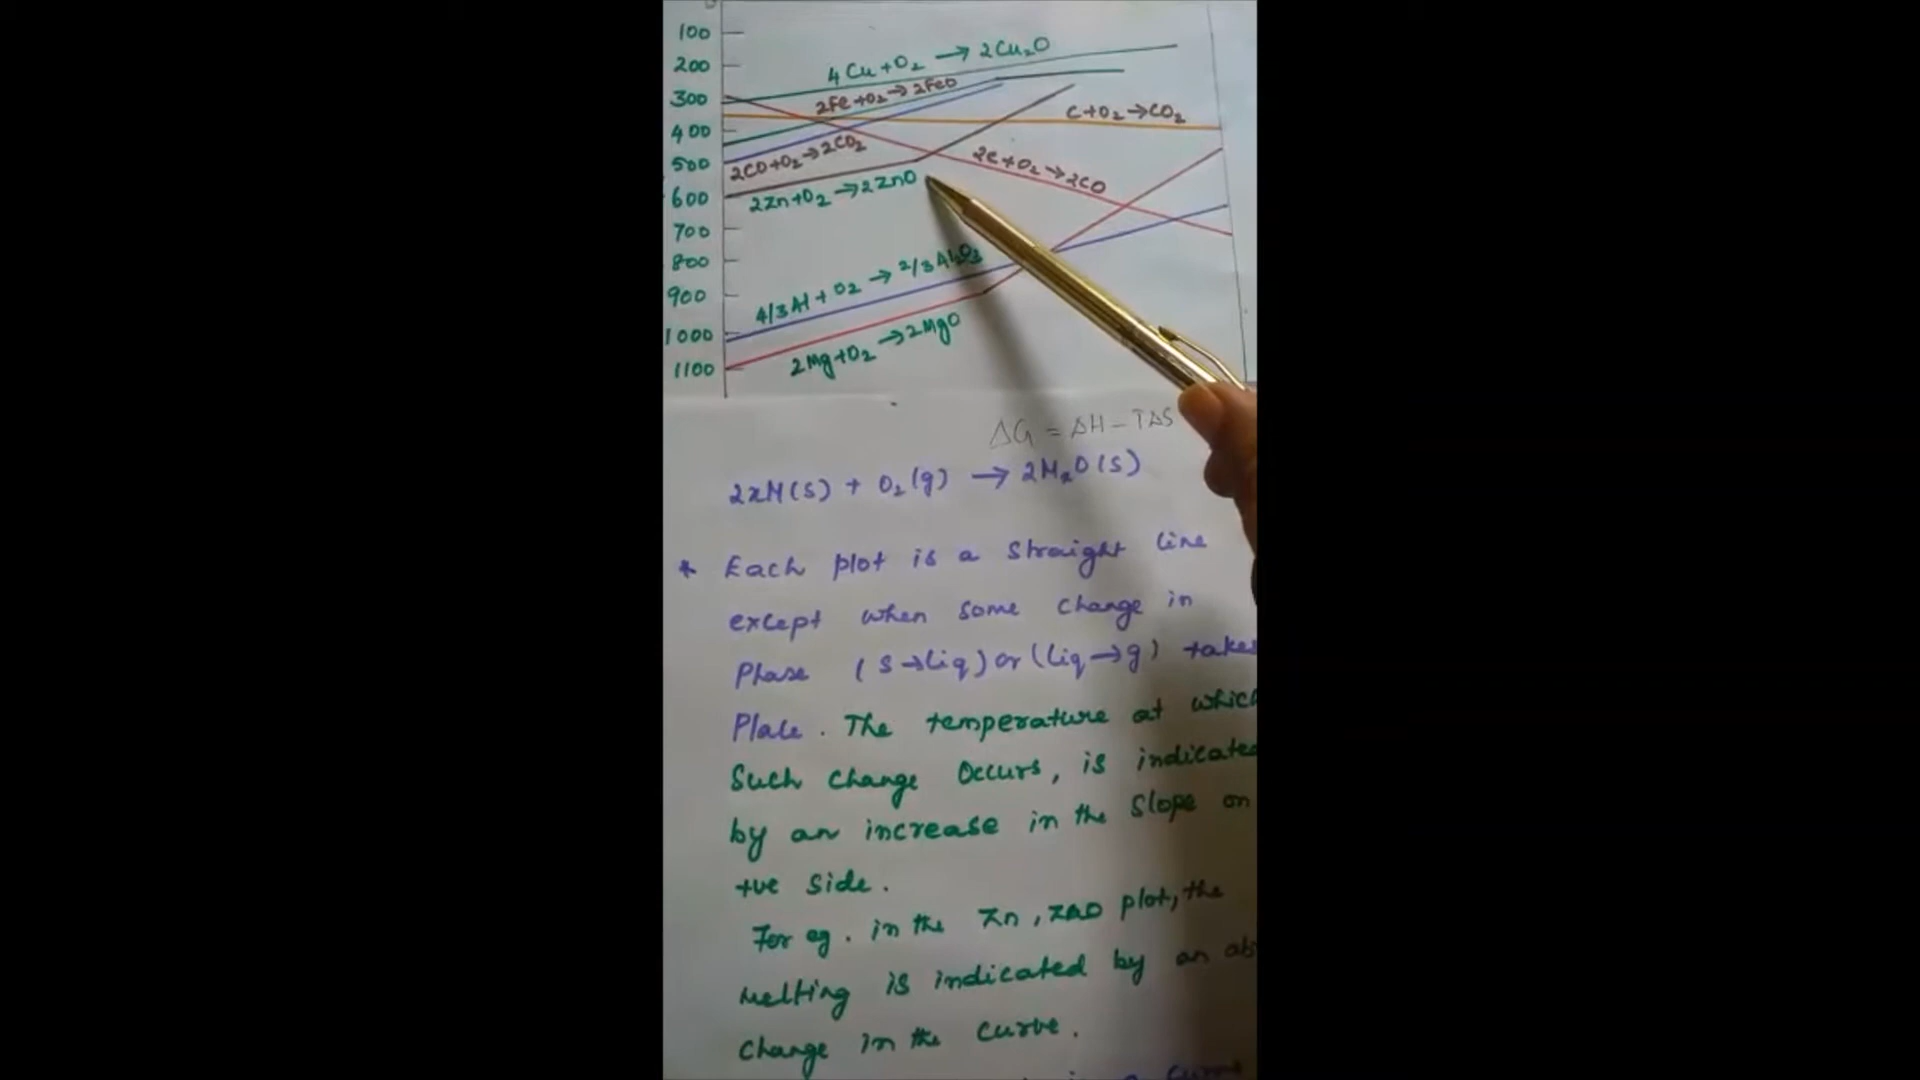 100
200
300
400
500
600
700
800
900
1000
1100
4Cu+O₂ → 2Cu₂O
2Fe+O₂→2FeO
C+O₂→CO₂
2CO+O₂→2CO₂
2C+O₂→2CO
2Zn+O₂→2ZnO
4/3Al+O₂→2/3Al₂O₃
2Mg+O₂→2MgO
ΔG = ΔH-TΔS
2xM(s) + O₂(g) → 2MₓO(s)
* Each plot is a straight line
except when some change in
Phase (s→liq) or (liq→g) takes
Place. The temperature at which
Such change occurs, is indicated
by an increase in the slope on
+ve side.
For eg. in the Zn, ZnO plot, the
melting is indicated by an
change in the curve.
curve